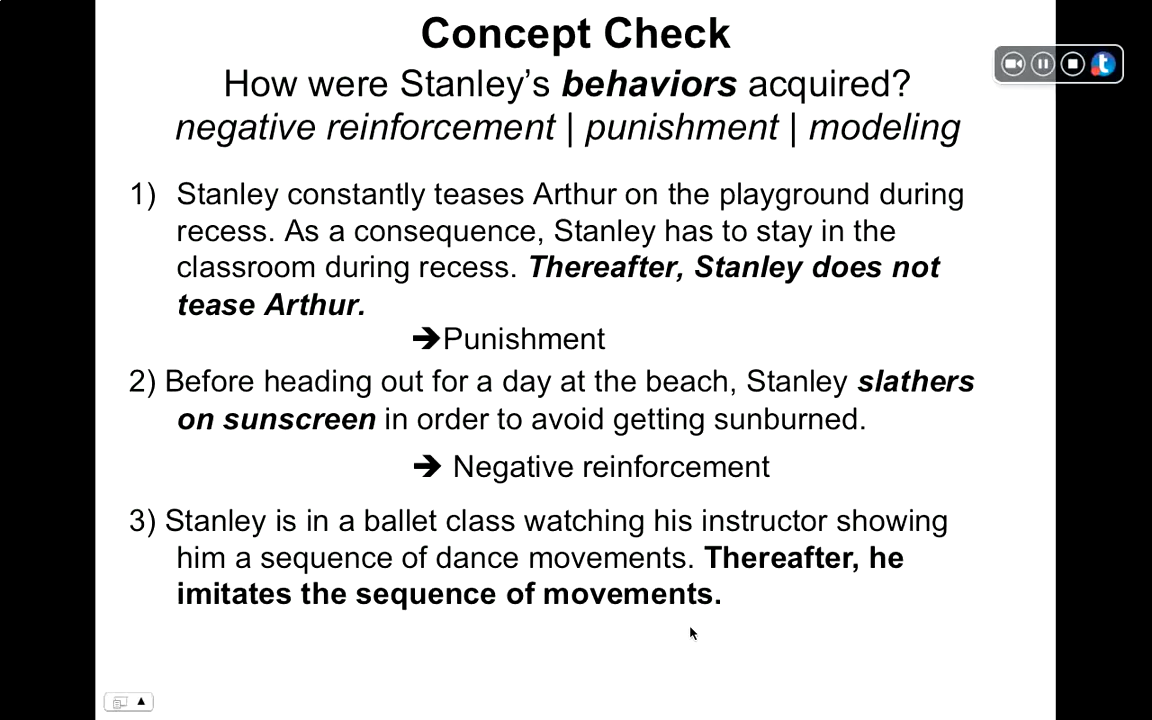 Concept Check
How were Stanley's behaviors acquired?
negative reinforcement | punishment | modeling
1) Stanley constantly teases Arthur on the playground during
recess. As a consequence, Stanley has to stay in the
classroom during recess. Thereafter, Stanley does not
tease Arthur.
➔Punishment
2) Before heading out for a day at the beach, Stanley slathers
on sunscreen in order to avoid getting sunburned.
➔ Negative reinforcement
3) Stanley is in a ballet class watching his instructor showing
him a sequence of dance movements. Thereafter, he
imitates the sequence of movements.
t